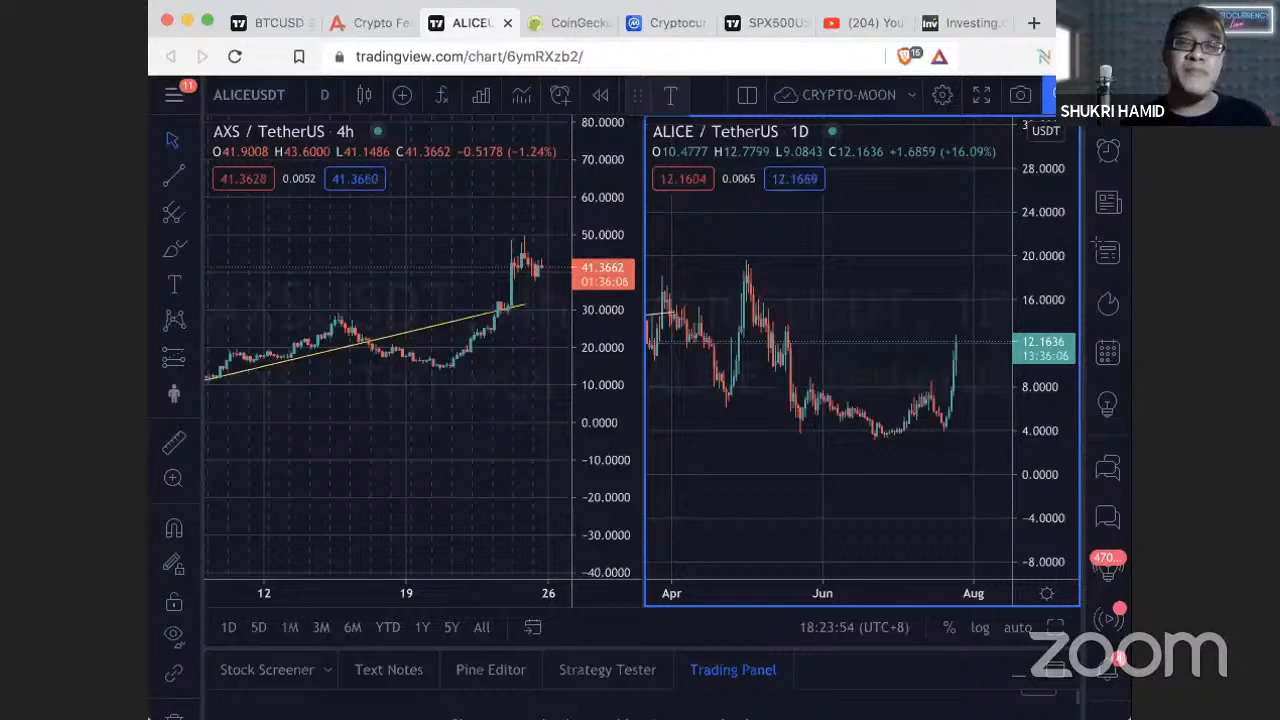 BTCUSD
Crypto Fe
ALICEU
CoinGeck
Cryptocur
SPX500US
(204) You
Investing.c
tradingview.com/chart/6ymRXzb2/
15
CRYPTOCURRENCY
Live
SHUKRI HAMID
11
ALICEUSDT
D
CRYPTO-MOON
AXS / TetherUS 4h
O41.9008 H43.6000 L41.1486 C41.3662 −0.5178 (−1.24%)
41.3628
0.0052
41.3680
80.0000
70.0000
60.0000
50.0000
41.3662
01:36:06
30.0000
20.0000
10.0000
0.0000
−10.0000
−20.0000
−30.0000
−40.0000
12
19
26
ALICE / TetherUS 1D
O10.4777 H12.7799 L9.0843 C12.1636 +1.6859 (+16.09%)
12.1604
0.0065
12.1669
USDT
28.0000
24.0000
20.0000
16.0000
12.1636
13:36:06
8.0000
4.0000
0.0000
−4.0000
−8.0000
Apr
Jun
Aug
470...
1D 5D 1M 3M 6M YTD 1Y 5Y All
18:23:54 (UTC+8)
% log auto
Stock Screener
Text Notes
Pine Editor
Strategy Tester
Trading Panel
zoom